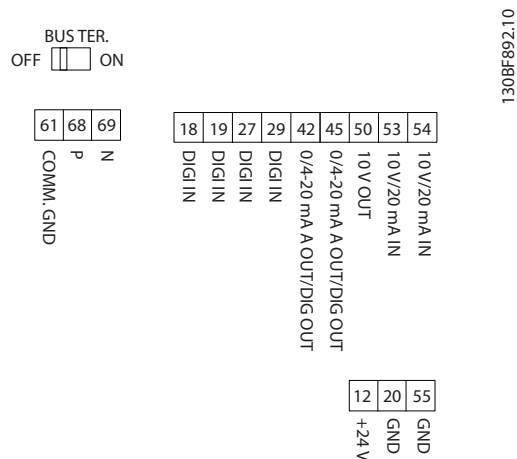 130BF892.10
BUS TER.
OFF ON
61 68 69
COMM. GND
P
N
18 19 27 29 42 45 50 53 54
DIGI IN
DIGI IN
DIGI IN
DIGI IN
0/4-20 mA A OUT/DIG OUT
0/4-20 mA A OUT/DIG OUT
10 V OUT
10 V/20 mA IN
10 V/20 mA IN
12 20 55
+24 V
GND
GND